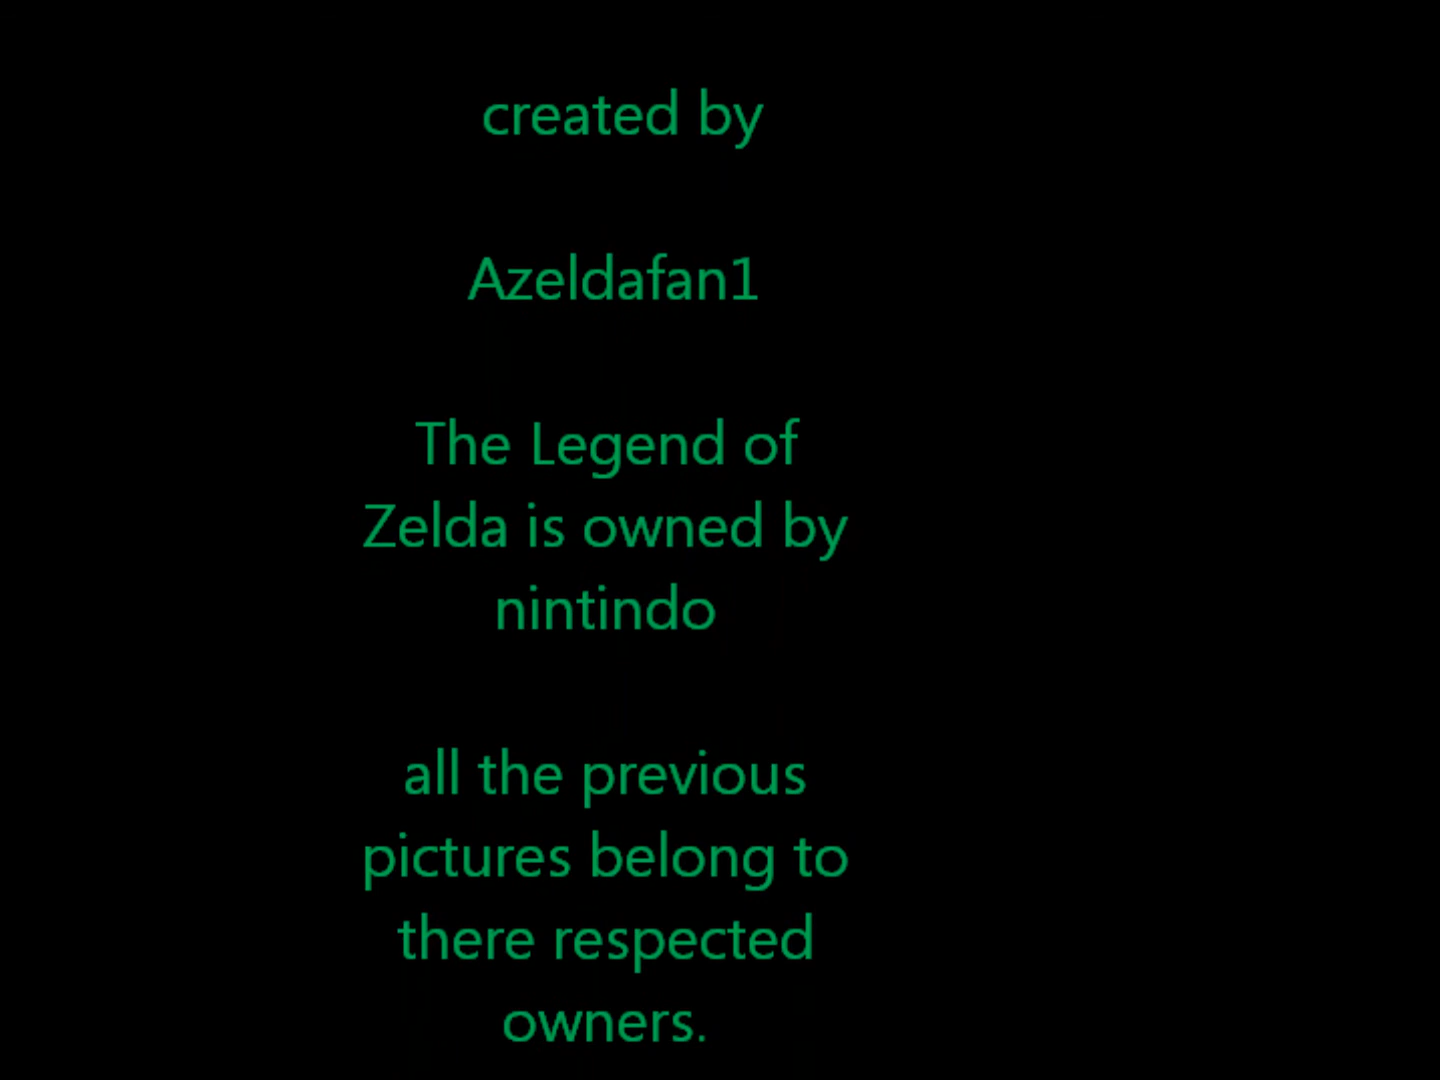 created by
Azeldafan1
The Legend of
Zelda is owned by
nintindo
all the previous
pictures belong to
there respected
owners.